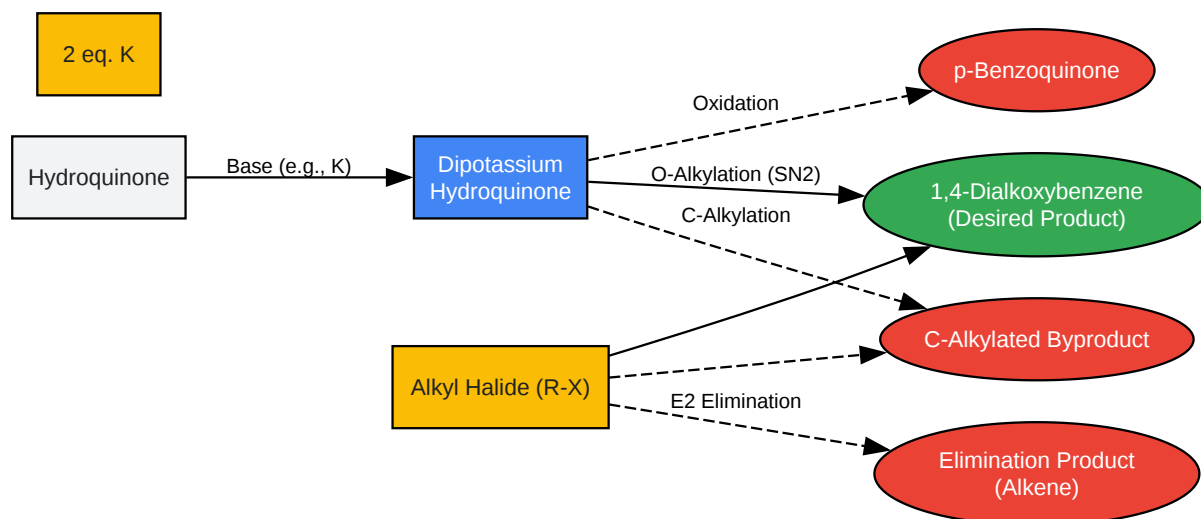 2 eq. K
Hydroquinone
Base (e.g., K)
Dipotassium
Hydroquinone
Oxidation
O-Alkylation (SN2)
C-Alkylation
p-Benzoquinone
1,4-Dialkoxybenzene
(Desired Product)
Alkyl Halide (R-X)
E2 Elimination
C-Alkylated Byproduct
Elimination Product
(Alkene)